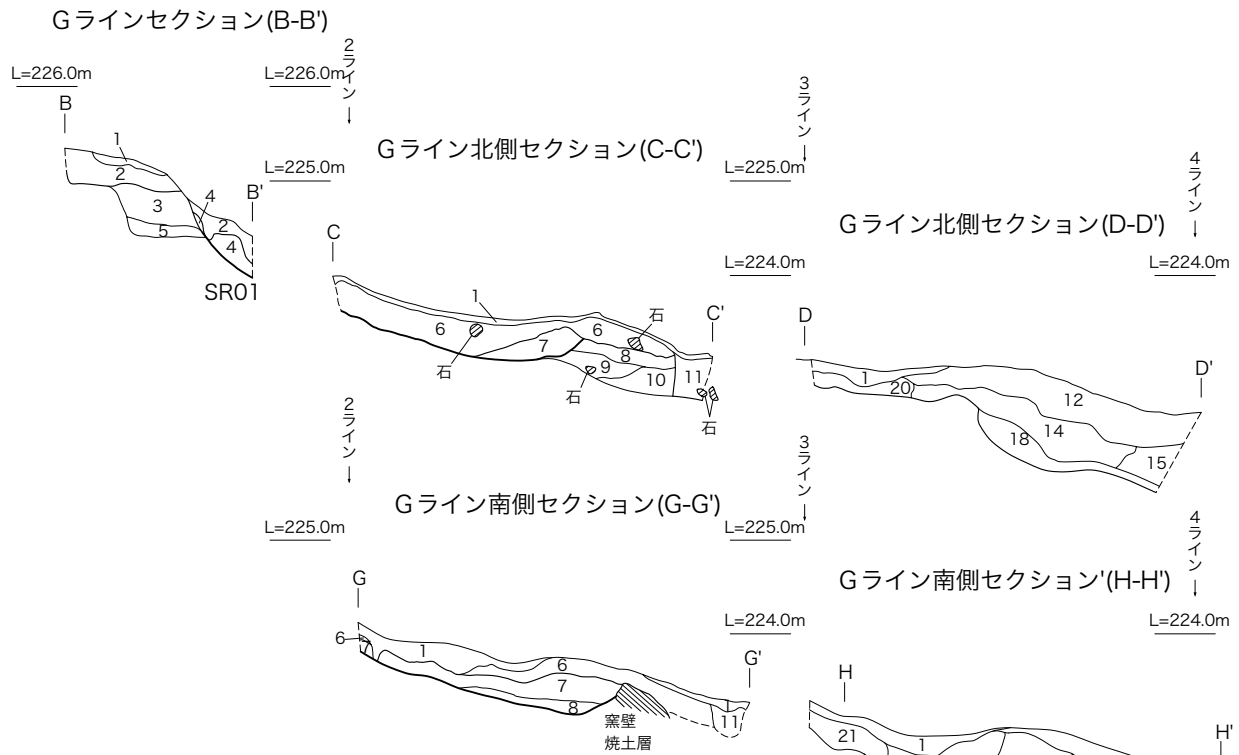 Gラインセクション(B-B')
L=226.0m
L=226.0m
2ライン
B
1
2
3
4
5
B'
2
4
SR01
Gライン北側セクション(C-C')
L=225.0m
L=225.0m
3ライン
C
1
6
石
7
6
石
8
9
石
10
11
石
C'
Gライン北側セクション(D-D')
L=224.0m
L=224.0m
4ライン
D
1
20
12
14
18
15
D'
2ライン
Gライン南側セクション(G-G')
L=225.0m
L=225.0m
3ライン
G
6
7
1
6
7
8
窯壁
焼土層
11
G'
Gライン南側セクション'(H-H')
L=224.0m
L=224.0m
4ライン
H
21
1
H'